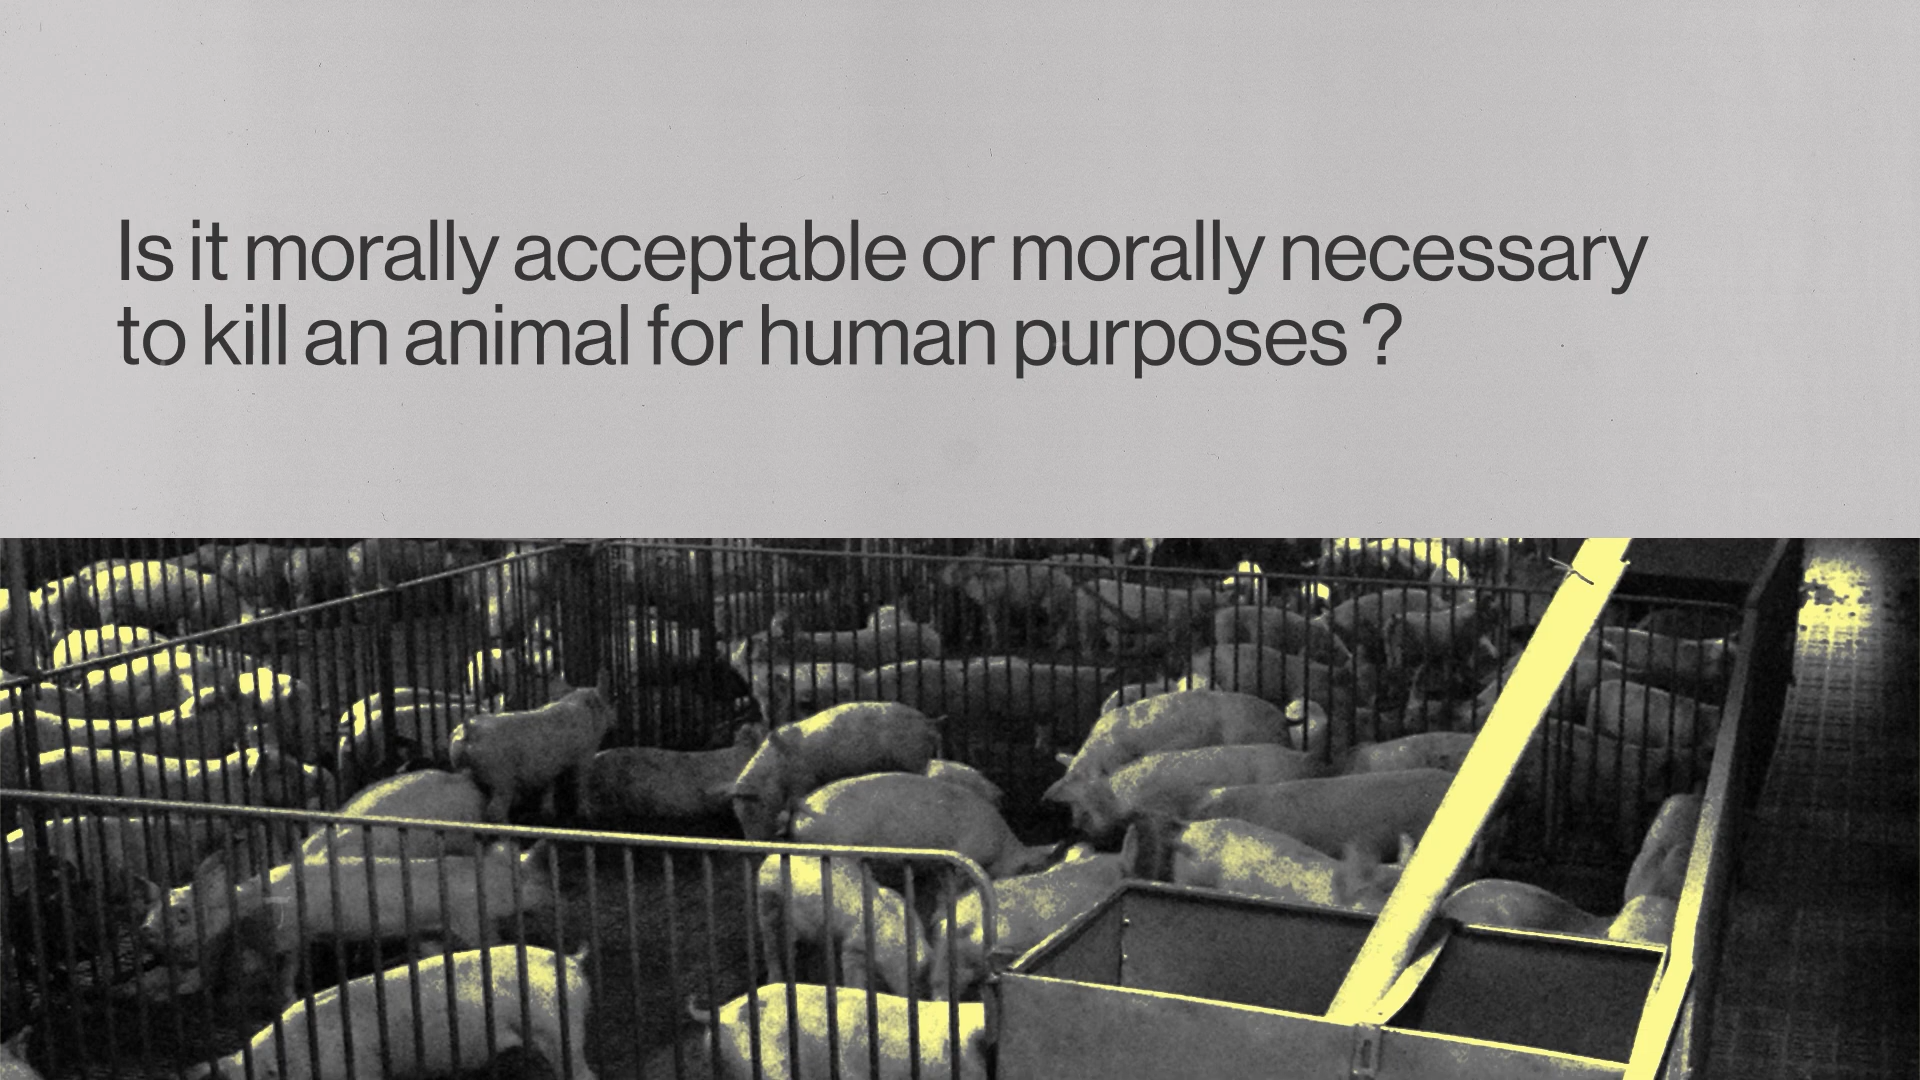 Is it morally acceptable or morally necessary
to kill an animal for human purposes ?